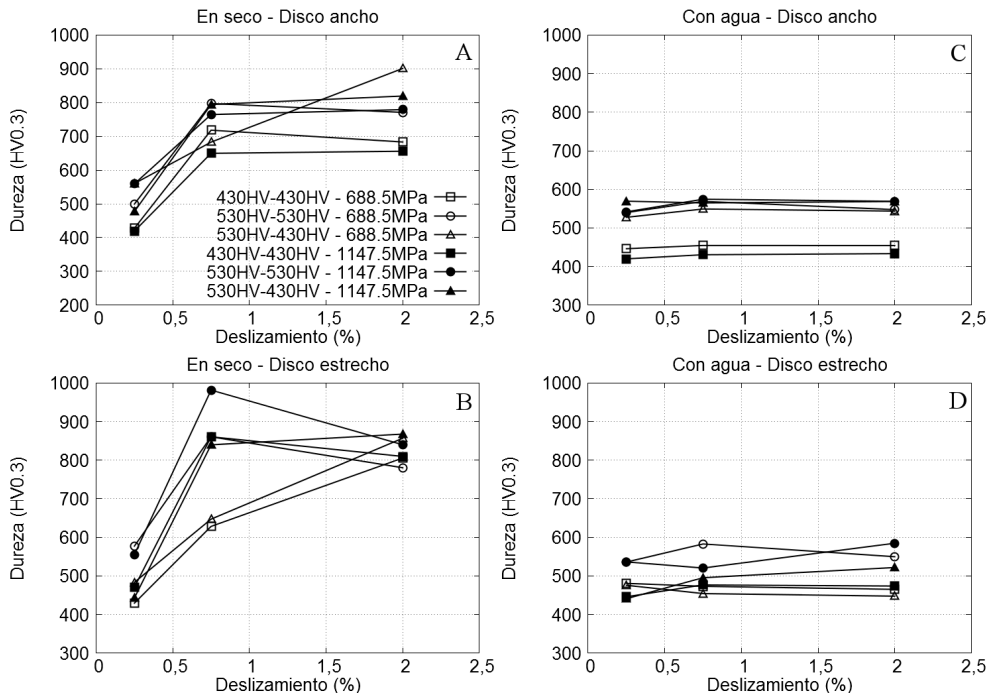 En seco - Disco ancho
A
Dureza (HV0.3)
1000
900
800
700
600
500
400
300
200
430HV-430HV - 688.5MPa
530HV-530HV - 688.5MPa
530HV-430HV - 688.5MPa
430HV-430HV - 1147.5MPa
530HV-530HV - 1147.5MPa
530HV-430HV - 1147.5MPa
0 0,5 1 1,5 2 2,5
Deslizamiento (%)
Con agua - Disco ancho
C
Dureza (HV0.3)
1000
900
800
700
600
500
400
300
0 0,5 1 1,5 2 2,5
Deslizamiento (%)
En seco - Disco estrecho
B
Dureza (HV0.3)
1000
900
800
700
600
500
400
300
0 0,5 1 1,5 2 2,5
Deslizamiento (%)
Con agua - Disco estrecho
D
Dureza (HV0.3)
1000
900
800
700
600
500
400
300
0 0,5 1 1,5 2 2,5
Deslizamiento (%)